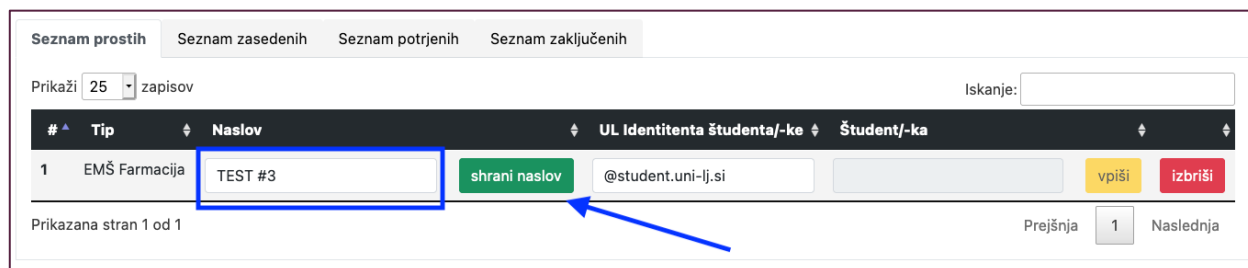 Seznam prostih Seznam zasedenih Seznam potrjenih Seznam zaključenih
Prikaži 25 zapisov Iskanje:
# Tip Naslov UL Identitenta študenta/-ke Študent/-ka
1 EMŠ Farmacija TEST #3 shrani naslov @student.uni-lj.si vpiši izbriši
Prikazana stran 1 od 1 Prejšnja 1 Naslednja